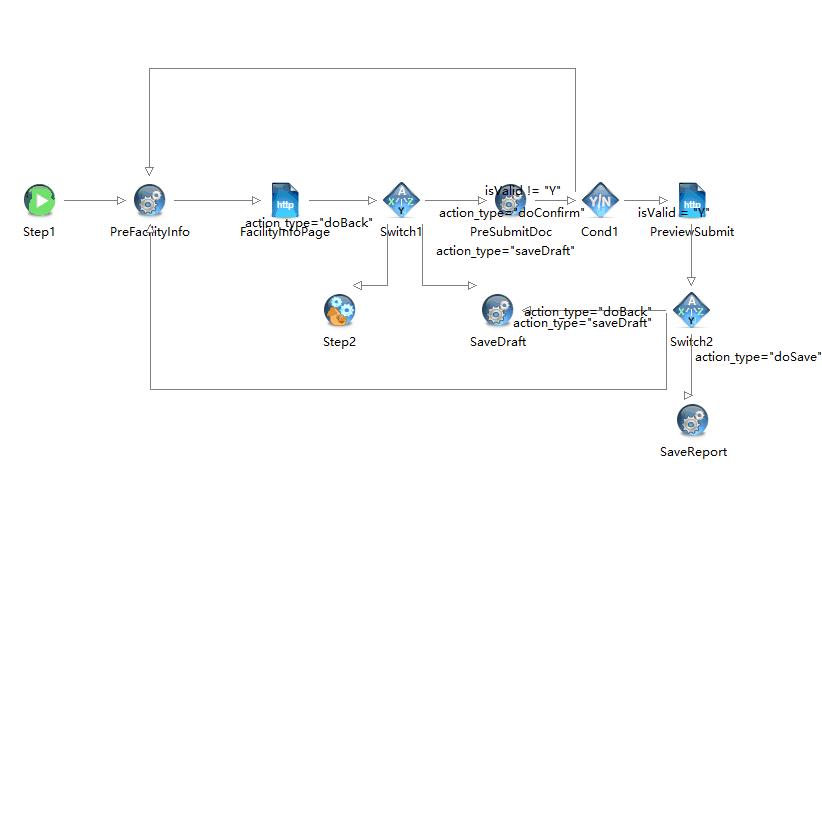 isValid != "Y"
http
A
X Z
Y
Y/N
http
action_type="doConfirm"
isValid = "Y"
action_type="doBack"
Step1
PreFacilityInfo
FacilityInfoPage
Switch1
PreSubmitDoc
Cond1
PreviewSubmit
action_type="saveDraft"
A
X Z
Y
action_type="doBack"
action_type="saveDraft"
Step2
SaveDraft
Switch2
action_type="doSave"
SaveReport